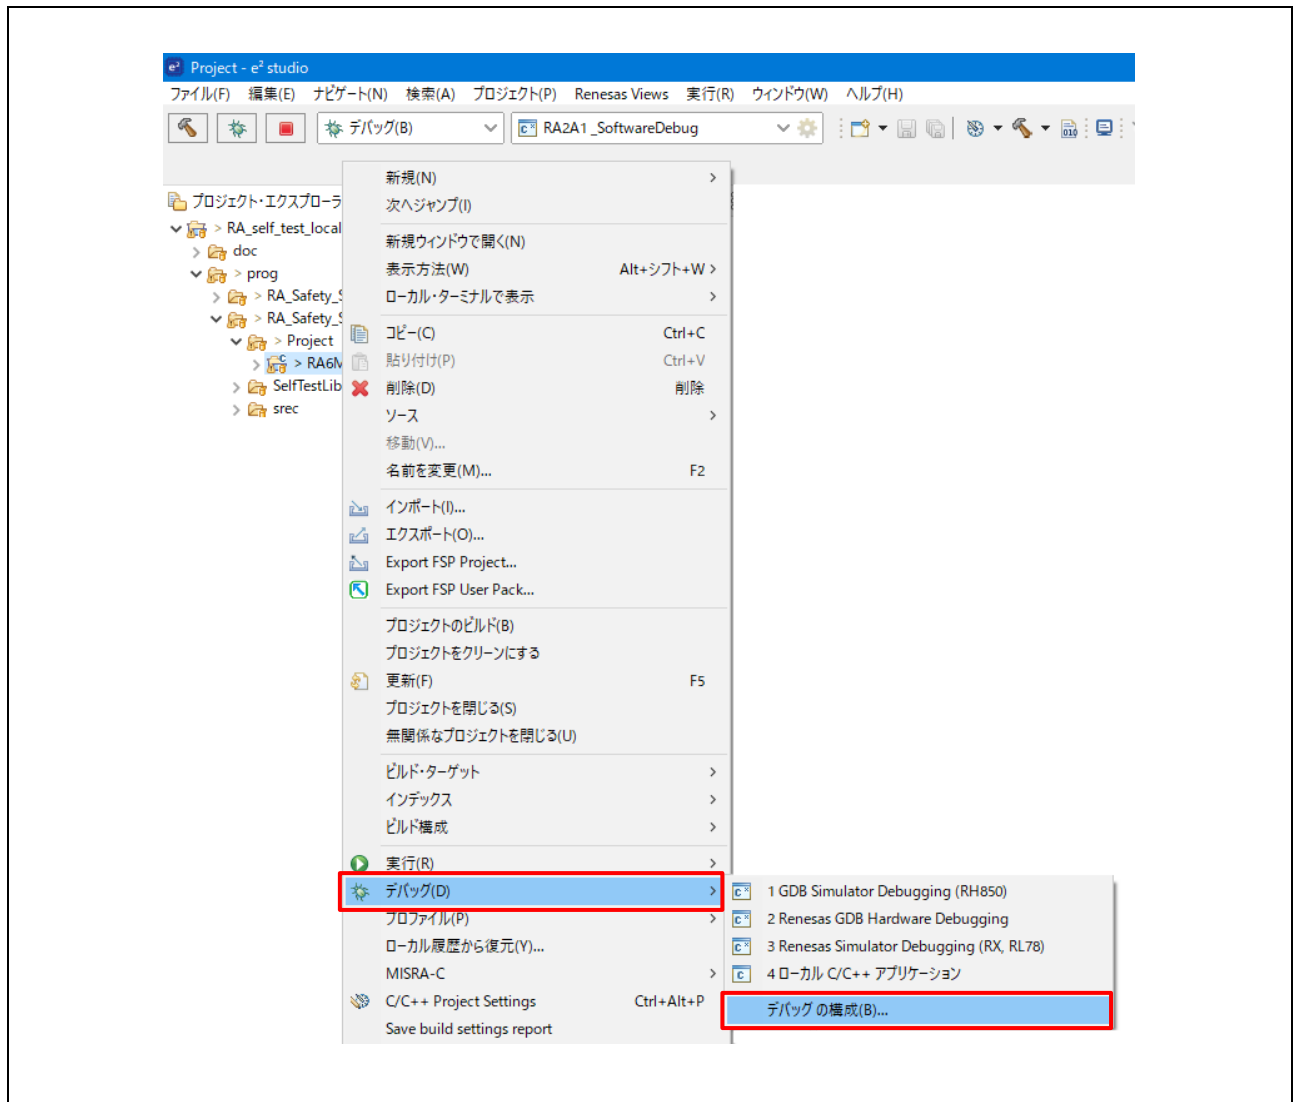 Project - e² studio
ファイル(F) 編集(E) ナビゲート(N) 検索(A) プロジェクト(P) Renesas Views 実行(R) ウィンドウ(W) ヘルプ(H)
デバッグ(B) RA2A1_SoftwareDebug
プロジェクト・エクスプローラ
> RA_self_test_local
doc
> prog
> RA_Safety_S
> RA_Safety_S
> Project
> RA6M
SelfTestLib
srec
新規(N)
次へジャンプ(I)
新規ウィンドウで開く(N)
表示方法(W) Alt+シフト+W
ローカル・ターミナルで表示
コピー(C) Ctrl+C
貼り付け(P) Ctrl+V
削除(D) 削除
ソース
移動(V)...
名前を変更(M)... F2
インポート(I)...
エクスポート(O)...
Export FSP Project...
Export FSP User Pack...
プロジェクトのビルド(B)
プロジェクトをクリーンにする
更新(F) F5
プロジェクトを閉じる(S)
無関係なプロジェクトを閉じる(U)
ビルド・ターゲット
インデックス
ビルド構成
実行(R)
デバッグ(D)
プロファイル(P)
ローカル履歴から復元(Y)...
MISRA-C
C/C++ Project Settings Ctrl+Alt+P
Save build settings report
1 GDB Simulator Debugging (RH850)
2 Renesas GDB Hardware Debugging
3 Renesas Simulator Debugging (RX, RL78)
4 ローカル C/C++ アプリケーション
デバッグ の構成(B)...